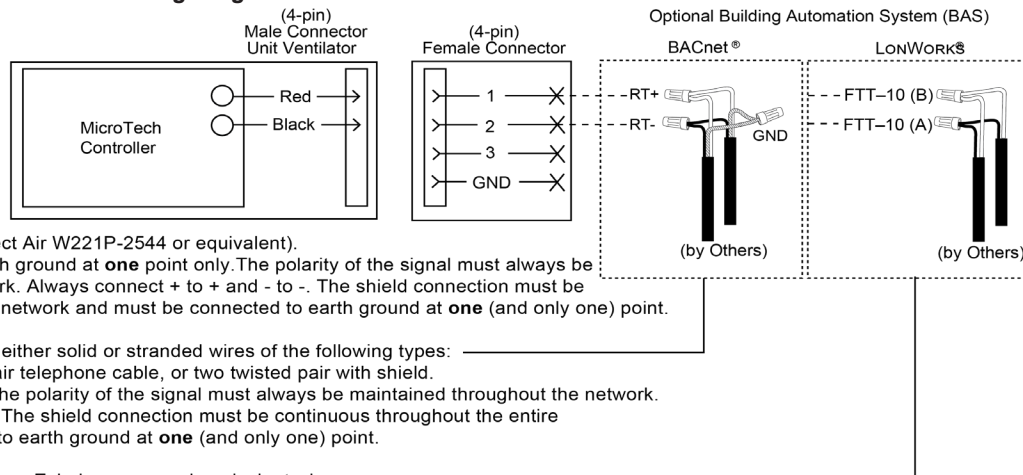 (4-pin)
Male Connector
Unit Ventilator
(4-pin)
Female Connector
Optional Building Automation System (BAS)
BACnet ®
LONWORKS®
MicroTech
Controller
Red
Black
1
2
3
GND
RT+
RT-
GND
(by Others)
FTT–10 (B)
FTT–10 (A)
(by Others)
ct Air W221P-2544 or equivalent).
h ground at one point only.The polarity of the signal must always be
rk. Always connect + to + and - to -. The shield connection must be
network and must be connected to earth ground at one (and only one) point.
either solid or stranded wires of the following types:
air telephone cable, or two twisted pair with shield.
he polarity of the signal must always be maintained throughout the network.
The shield connection must be continuous throughout the entire
to earth ground at one (and only one) point.